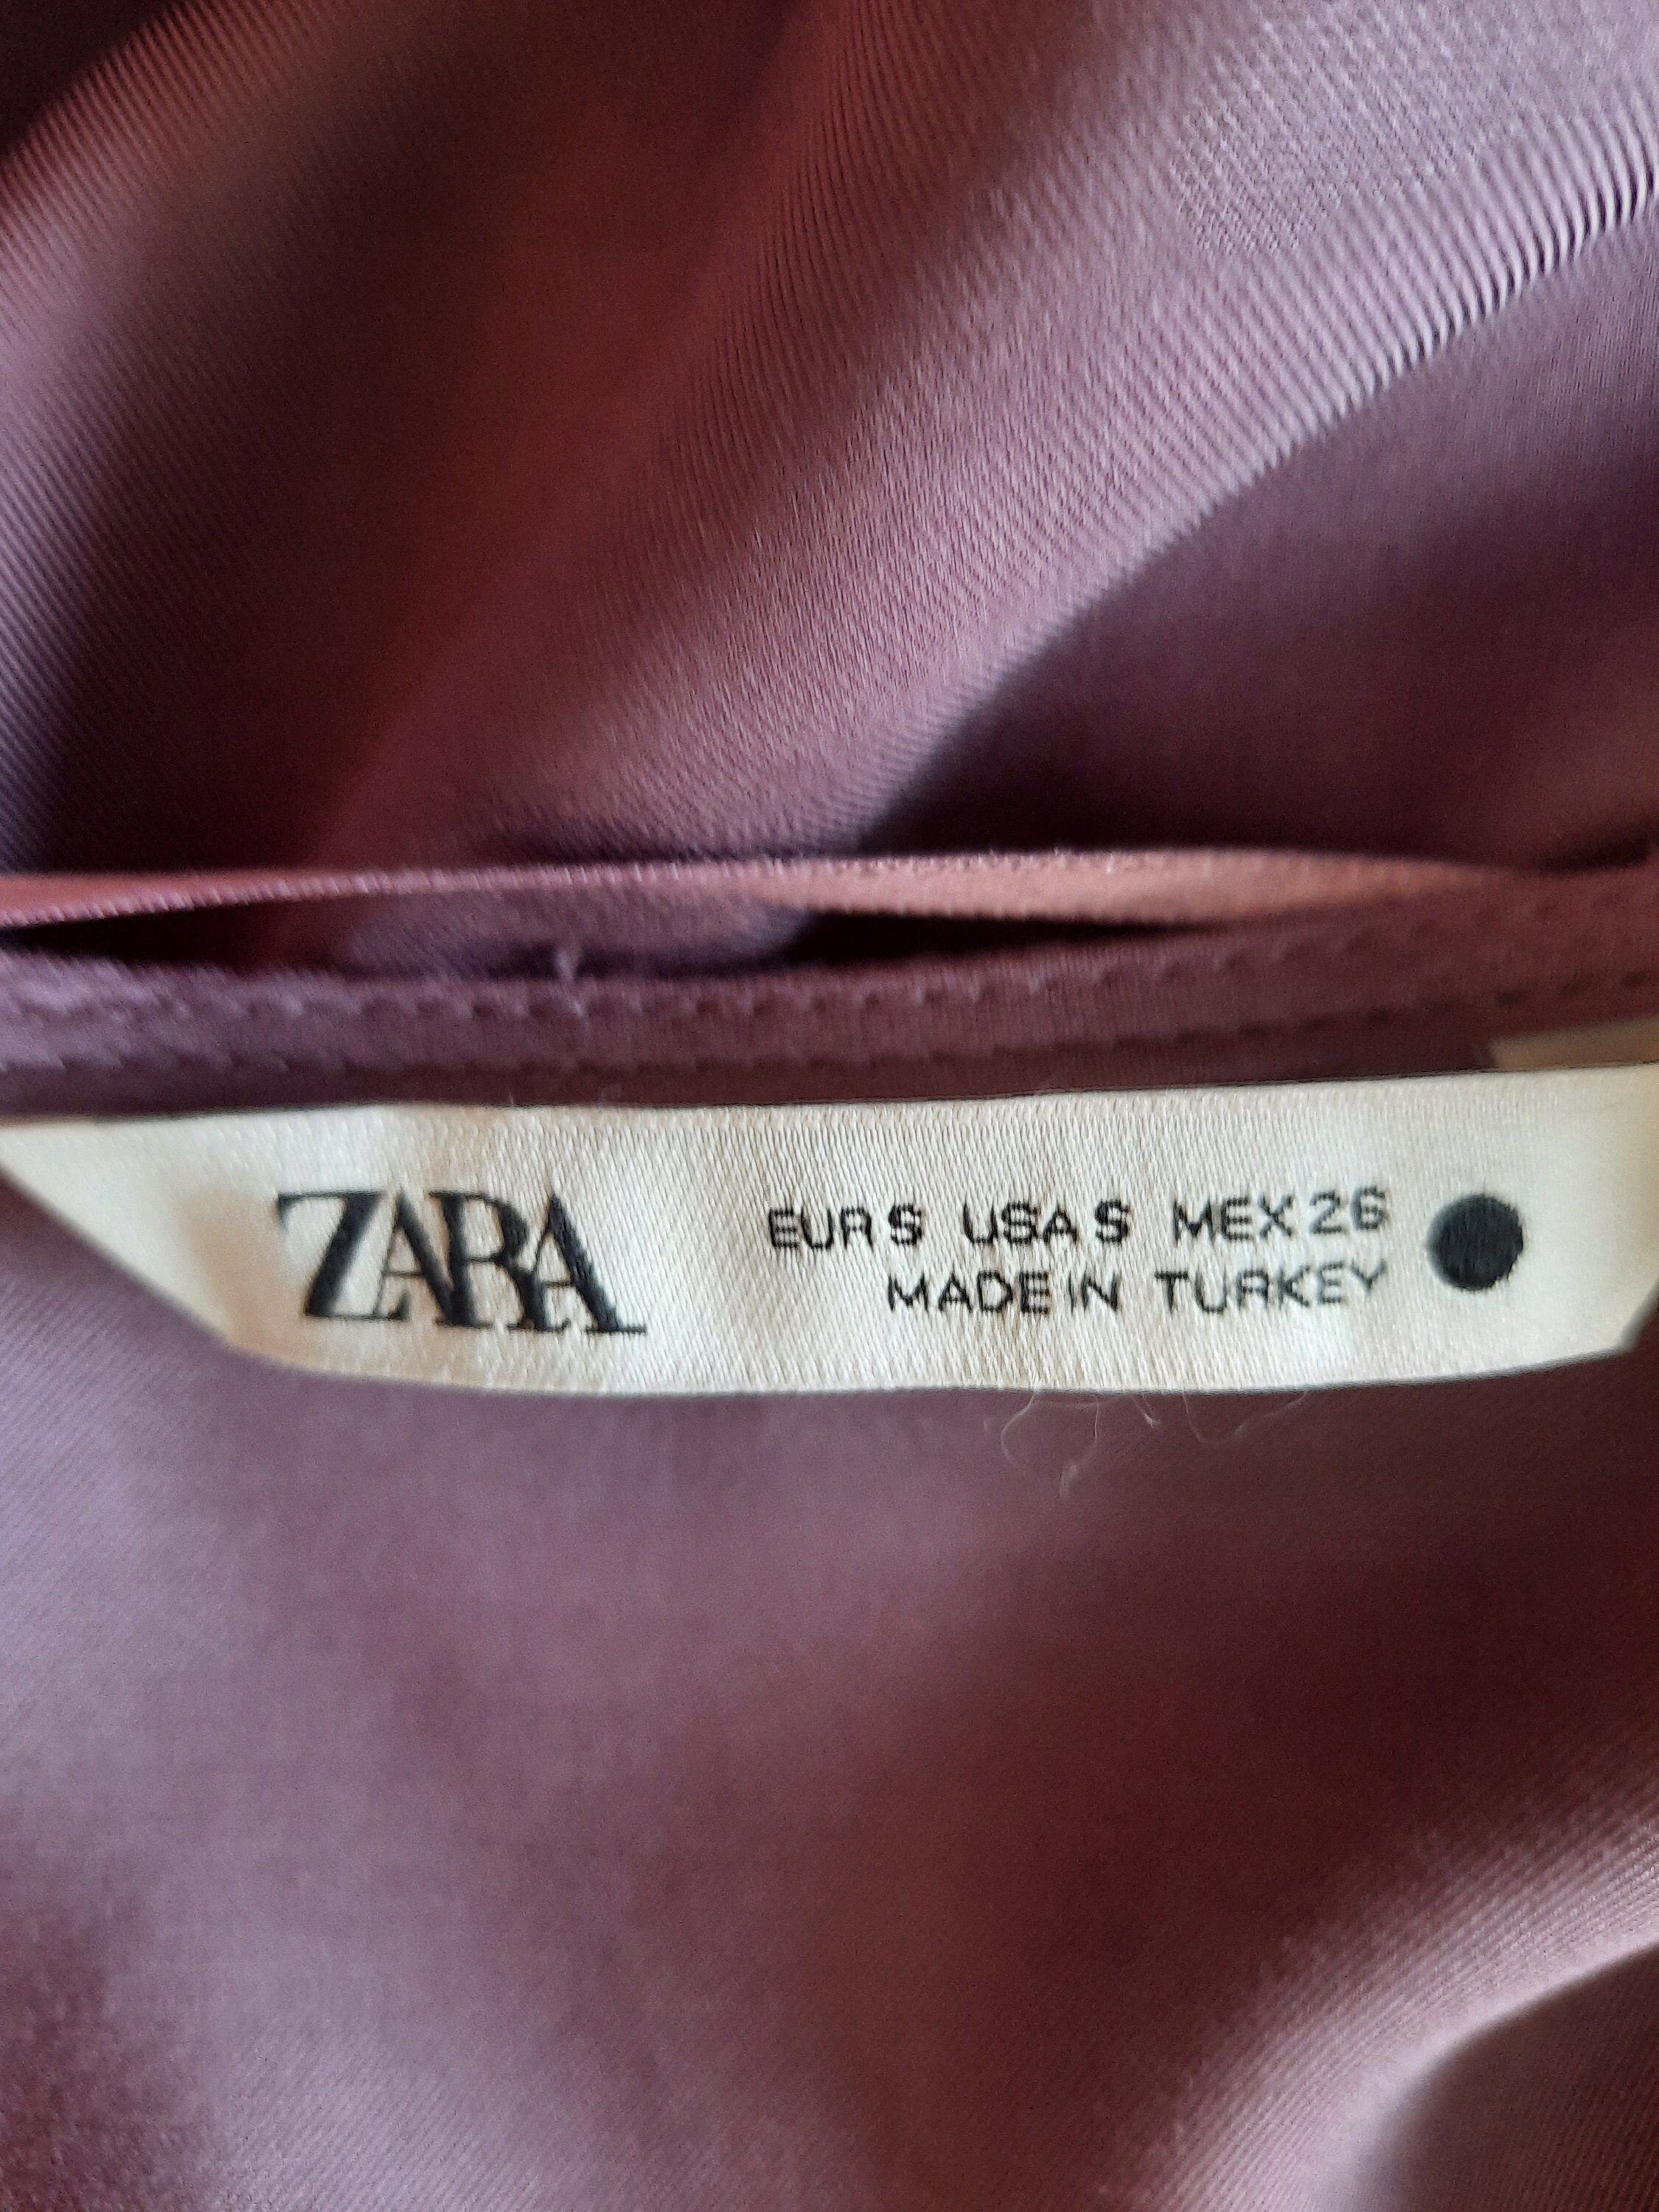 ZARA
EUR S USA S MEX 26
MADE IN TURKEY